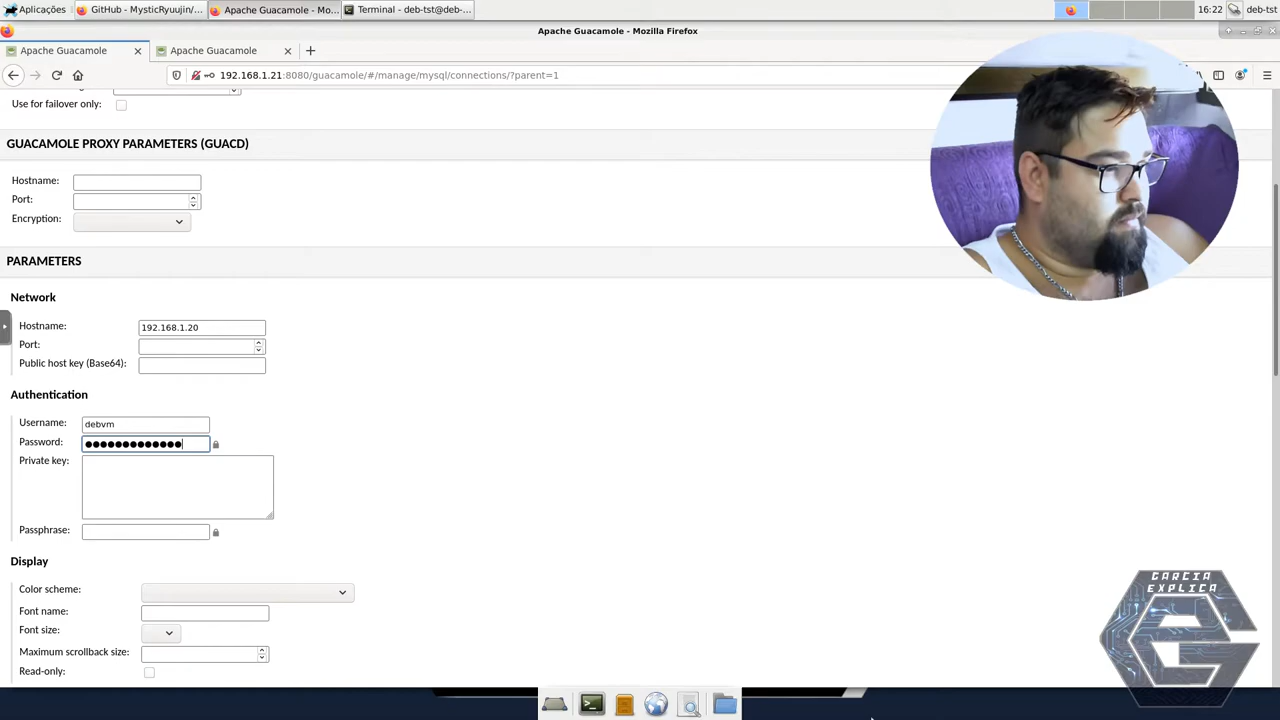 Aplicações
GitHub - MysticRyuujin/...
Apache Guacamole - Mo...
Terminal - deb-tst@deb-...
16:22
deb-tst
Apache Guacamole - Mozilla Firefox
Apache Guacamole
Apache Guacamole
192.168.1.21:8080/guacamole/#/manage/mysql/connections/?parent=1
Use for failover only:
GUACAMOLE PROXY PARAMETERS (GUACD)
Hostname:
Port:
Encryption:
PARAMETERS
Network
Hostname: 192.168.1.20
Port:
Public host key (Base64):
Authentication
Username: debvm
Password: ●●●●●●●●●●●●●
Private key:
Passphrase:
Display
Color scheme:
Font name:
Font size:
Maximum scrollback size:
Read-only:
GARCIA
EXPLICA